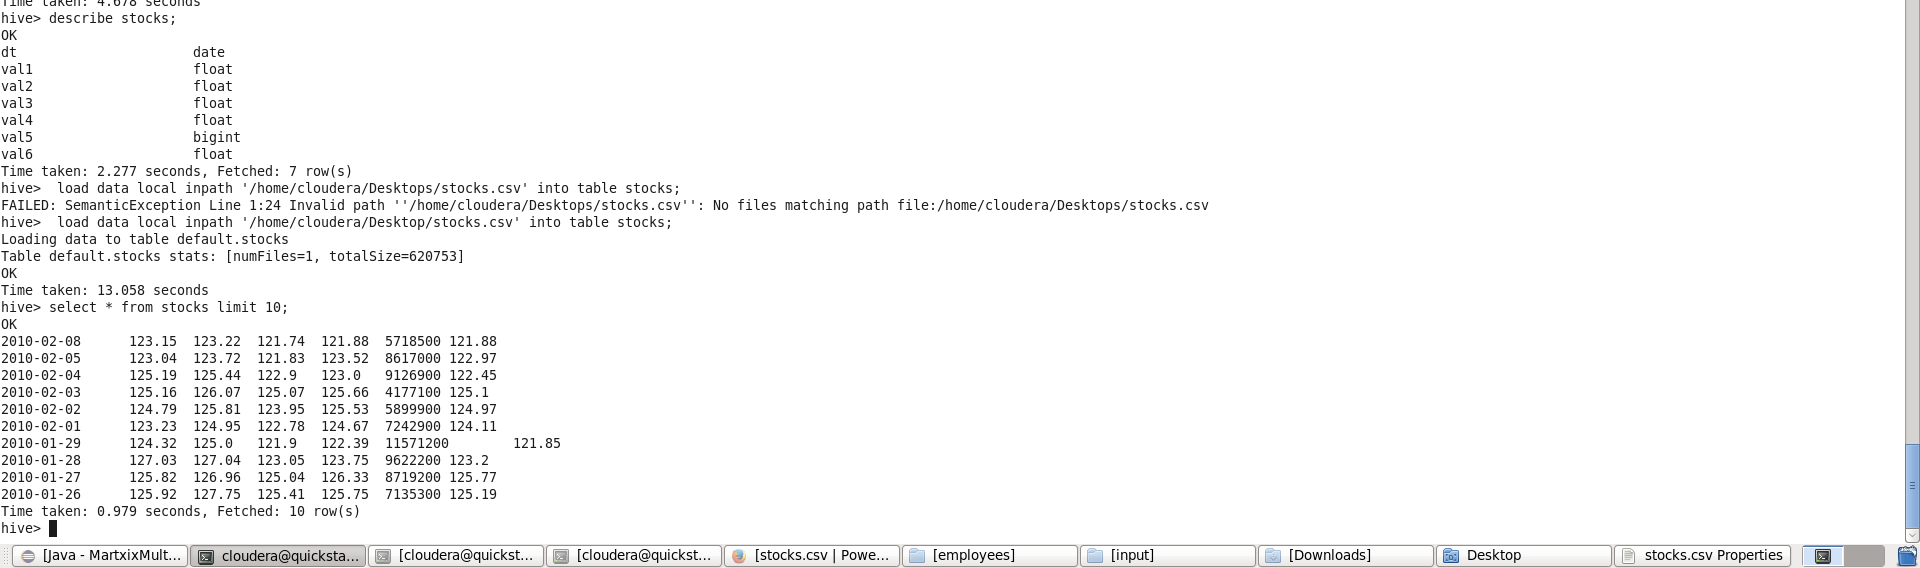 Time taken: 4.678 seconds
hive> describe stocks;
OK
dt                      date
val1                    float
val2                    float
val3                    float
val4                    float
val5                    bigint
val6                    float
Time taken: 2.277 seconds, Fetched: 7 row(s)
hive>  load data local inpath '/home/cloudera/Desktops/stocks.csv' into table stocks;
FAILED: SemanticException Line 1:24 Invalid path ''/home/cloudera/Desktops/stocks.csv'': No files matching path file:/home/cloudera/Desktops/stocks.csv
hive>  load data local inpath '/home/cloudera/Desktop/stocks.csv' into table stocks;
Loading data to table default.stocks
Table default.stocks stats: [numFiles=1, totalSize=620753]
OK
Time taken: 13.058 seconds
hive> select * from stocks limit 10;
OK
2010-02-08      123.15  123.22  121.74  121.88  5718500 121.88
2010-02-05      123.04  123.72  121.83  123.52  8617000 122.97
2010-02-04      125.19  125.44  122.9   123.0   9126900 122.45
2010-02-03      125.16  126.07  125.07  125.66  4177100 125.1
2010-02-02      124.79  125.81  123.95  125.53  5899900 124.97
2010-02-01      123.23  124.95  122.78  124.67  7242900 124.11
2010-01-29      124.32  125.0   121.9   122.39  11571200        121.85
2010-01-28      127.03  127.04  123.05  123.75  9622200 123.2
2010-01-27      125.82  126.96  125.04  126.33  8719200 125.77
2010-01-26      125.92  127.75  125.41  125.75  7135300 125.19
Time taken: 0.979 seconds, Fetched: 10 row(s)
hive>
[Java - MartxixMult... cloudera@quicksta... [cloudera@quickst... [cloudera@quickst... [stocks.csv | Powe... [employees] [input] [Downloads] Desktop stocks.csv Properties